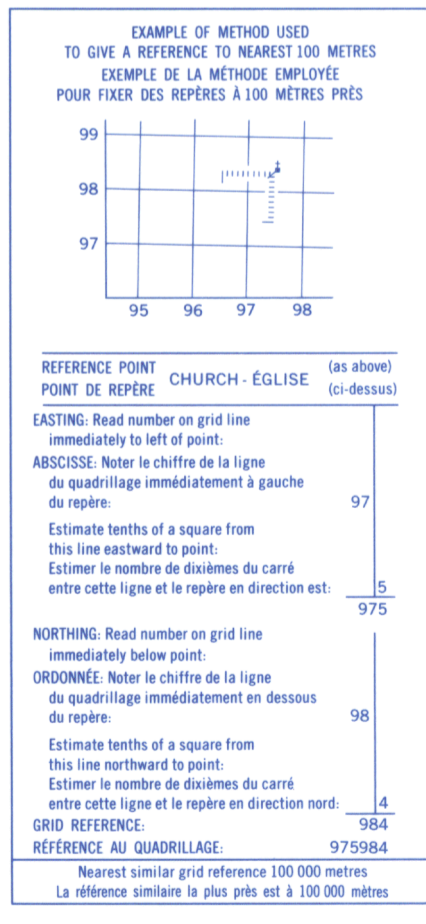 EXAMPLE OF METHOD USED
TO GIVE A REFERENCE TO NEAREST 100 METRES
EXEMPLE DE LA MÉTHODE EMPLOYÉE
POUR FIXER DES REPÈRES À 100 MÈTRES PRÈS
99
98
97
95 96 97 98
REFERENCE POINT
POINT DE REPÈRE
CHURCH - ÉGLISE
(as above)
(ci-dessus)
EASTING: Read number on grid line
immediately to left of point:
ABSCISSE: Noter le chiffre de la ligne
du quadrillage immédiatement à gauche
du repère: 97
Estimate tenths of a square from
this line eastward to point:
Estimer le nombre de dixièmes du carré
entre cette ligne et le repère en direction est: 5
975
NORTHING: Read number on grid line
immediately below point:
ORDONNÉE: Noter le chiffre de la ligne
du quadrillage immédiatement en dessous
du repère: 98
Estimate tenths of a square from
this line northward to point:
Estimer le nombre de dixièmes du carré
entre cette ligne et le repère en direction nord: 4
GRID REFERENCE: 984
RÉFÉRENCE AU QUADRILLAGE: 975984
Nearest similar grid reference 100 000 metres
La référence similaire la plus près est à 100 000 mètres